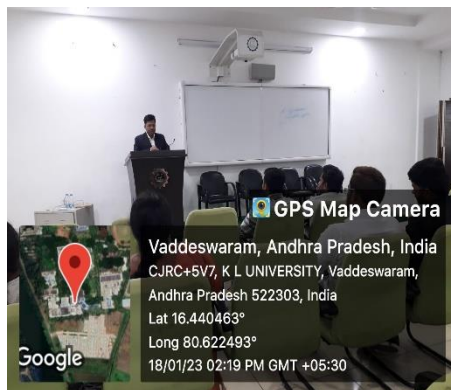 GPS Map Camera
Vaddeswaram, Andhra Pradesh, India
CJRC+5V7, K L UNIVERSITY, Vaddeswaram,
Andhra Pradesh 522303, India
Lat 16.440463°
Long 80.622493°
18/01/23 02:19 PM GMT +05:30
Google